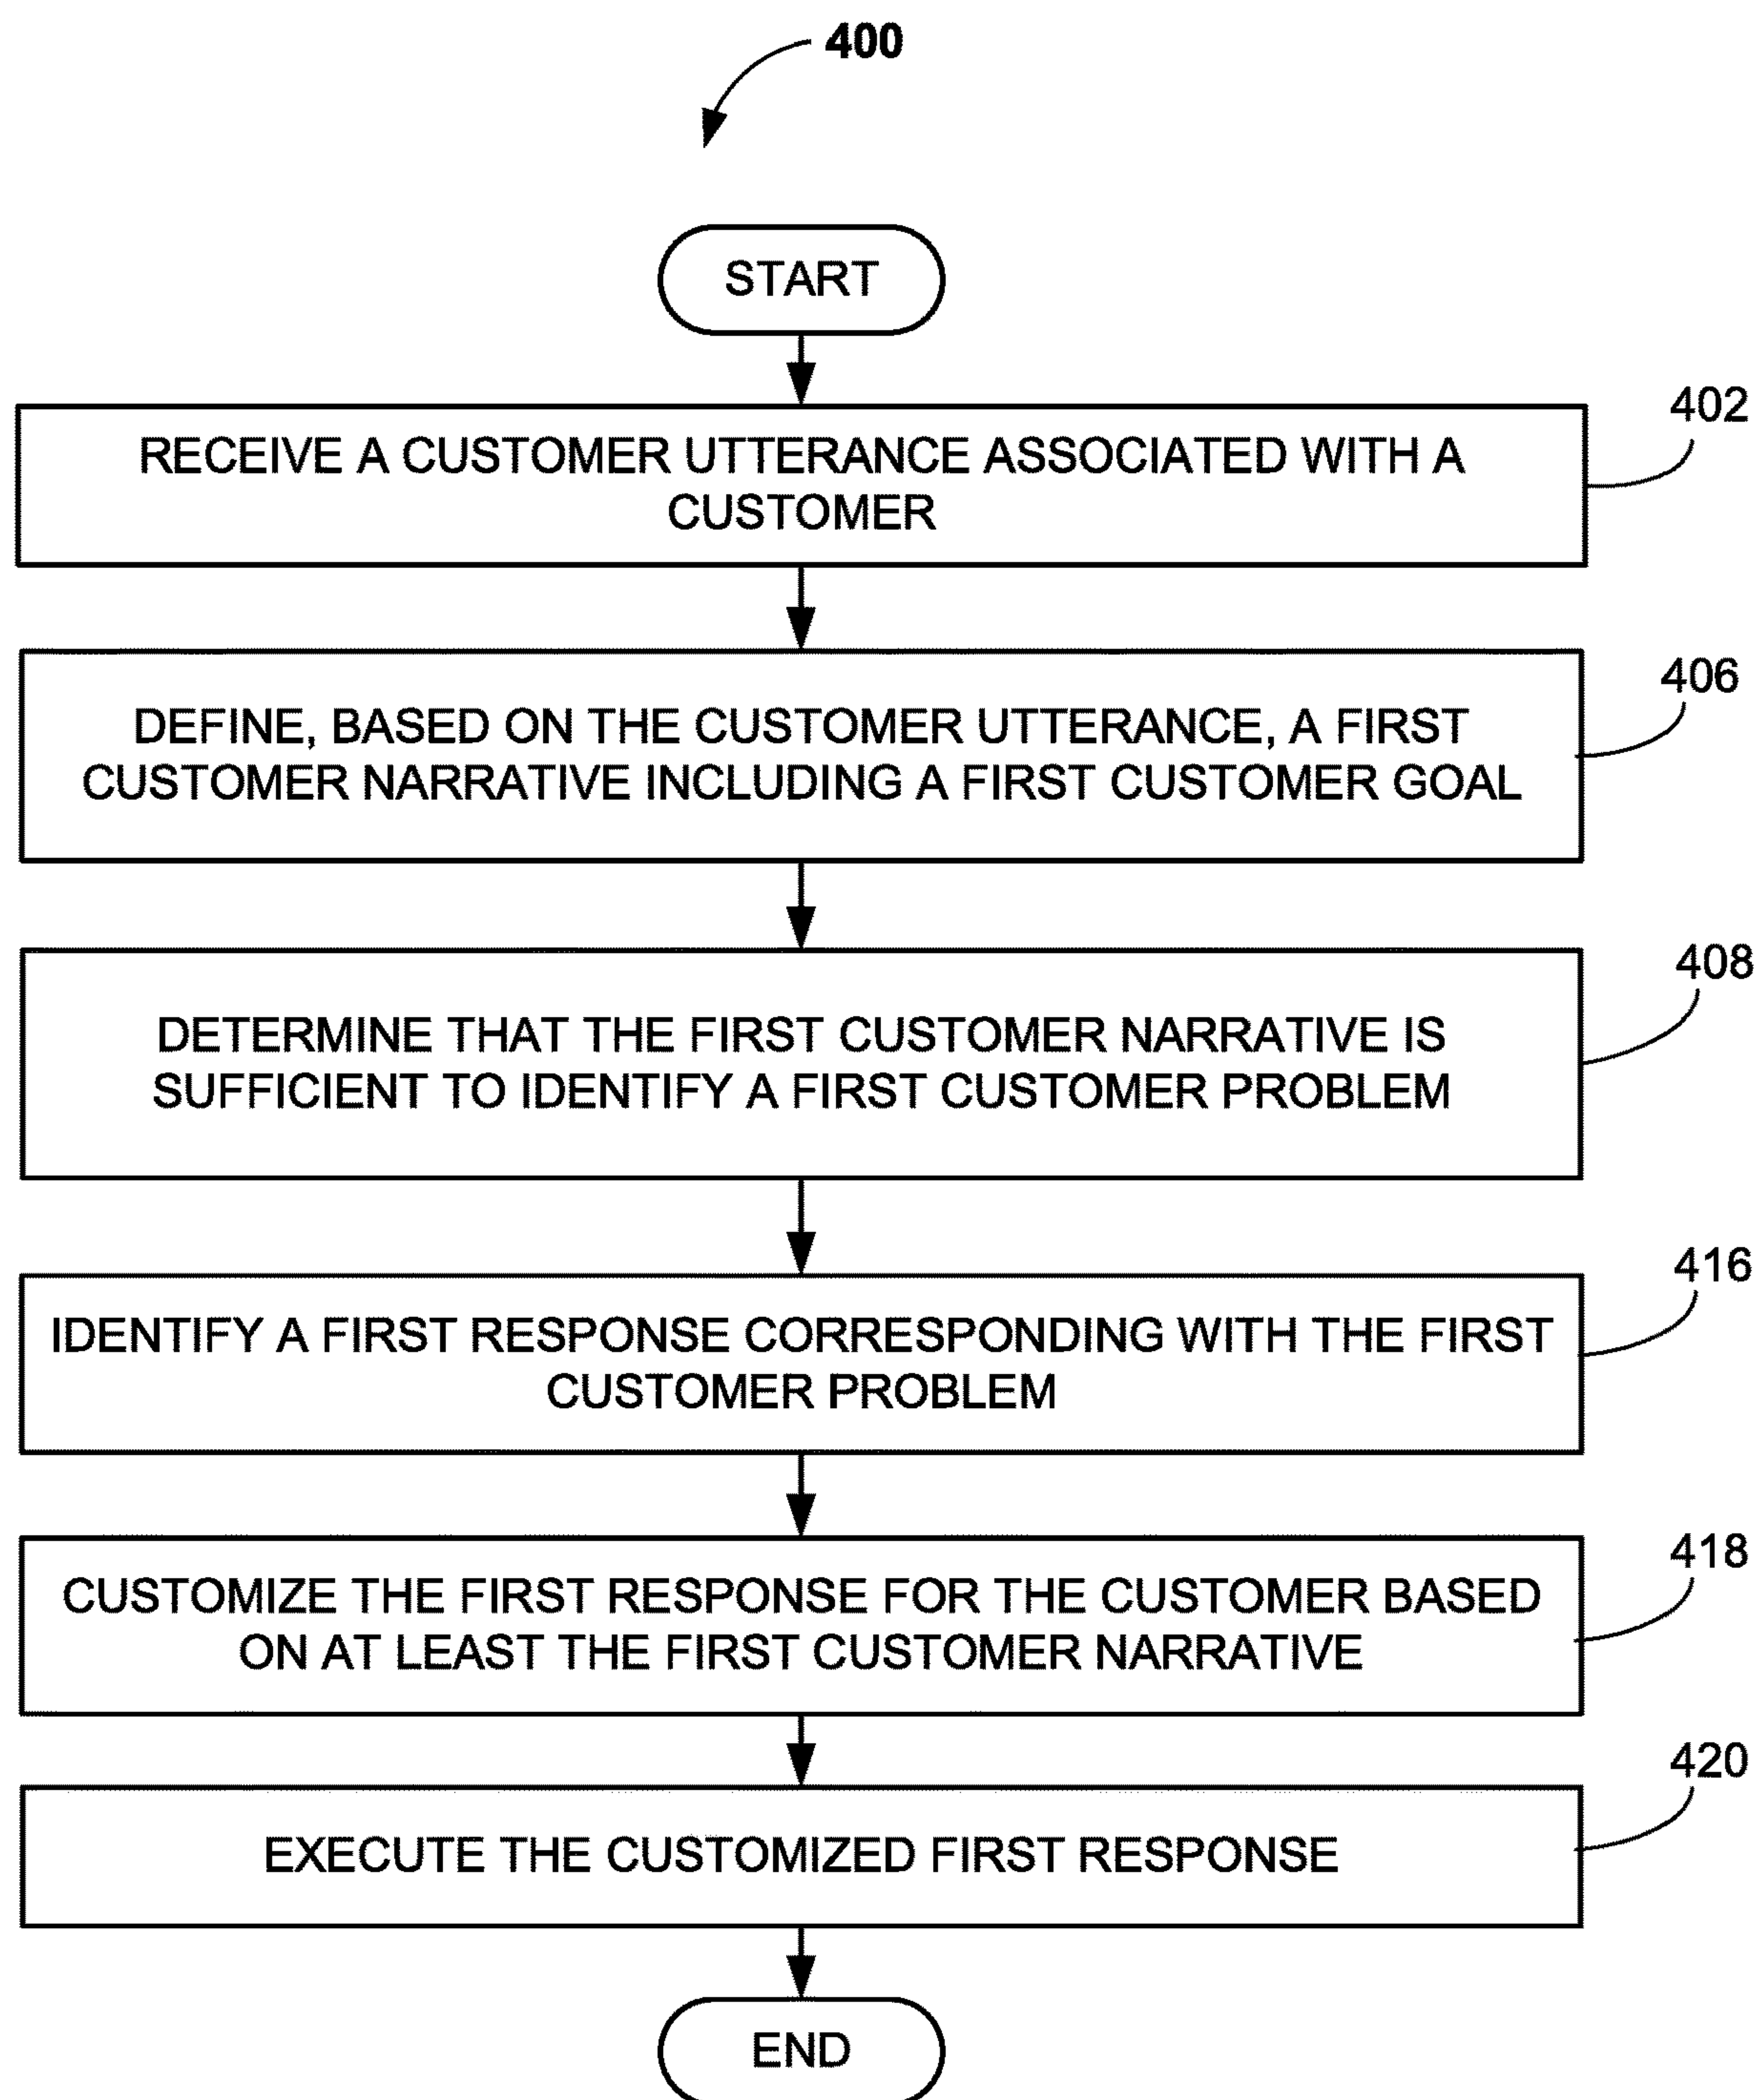 400
START
402
RECEIVE A CUSTOMER UTTERANCE ASSOCIATED WITH A
CUSTOMER
406
DEFINE, BASED ON THE CUSTOMER UTTERANCE, A FIRST
CUSTOMER NARRATIVE INCLUDING A FIRST CUSTOMER GOAL
408
DETERMINE THAT THE FIRST CUSTOMER NARRATIVE IS
SUFFICIENT TO IDENTIFY A FIRST CUSTOMER PROBLEM
416
IDENTIFY A FIRST RESPONSE CORRESPONDING WITH THE FIRST
CUSTOMER PROBLEM
418
CUSTOMIZE THE FIRST RESPONSE FOR THE CUSTOMER BASED
ON AT LEAST THE FIRST CUSTOMER NARRATIVE
420
EXECUTE THE CUSTOMIZED FIRST RESPONSE
END